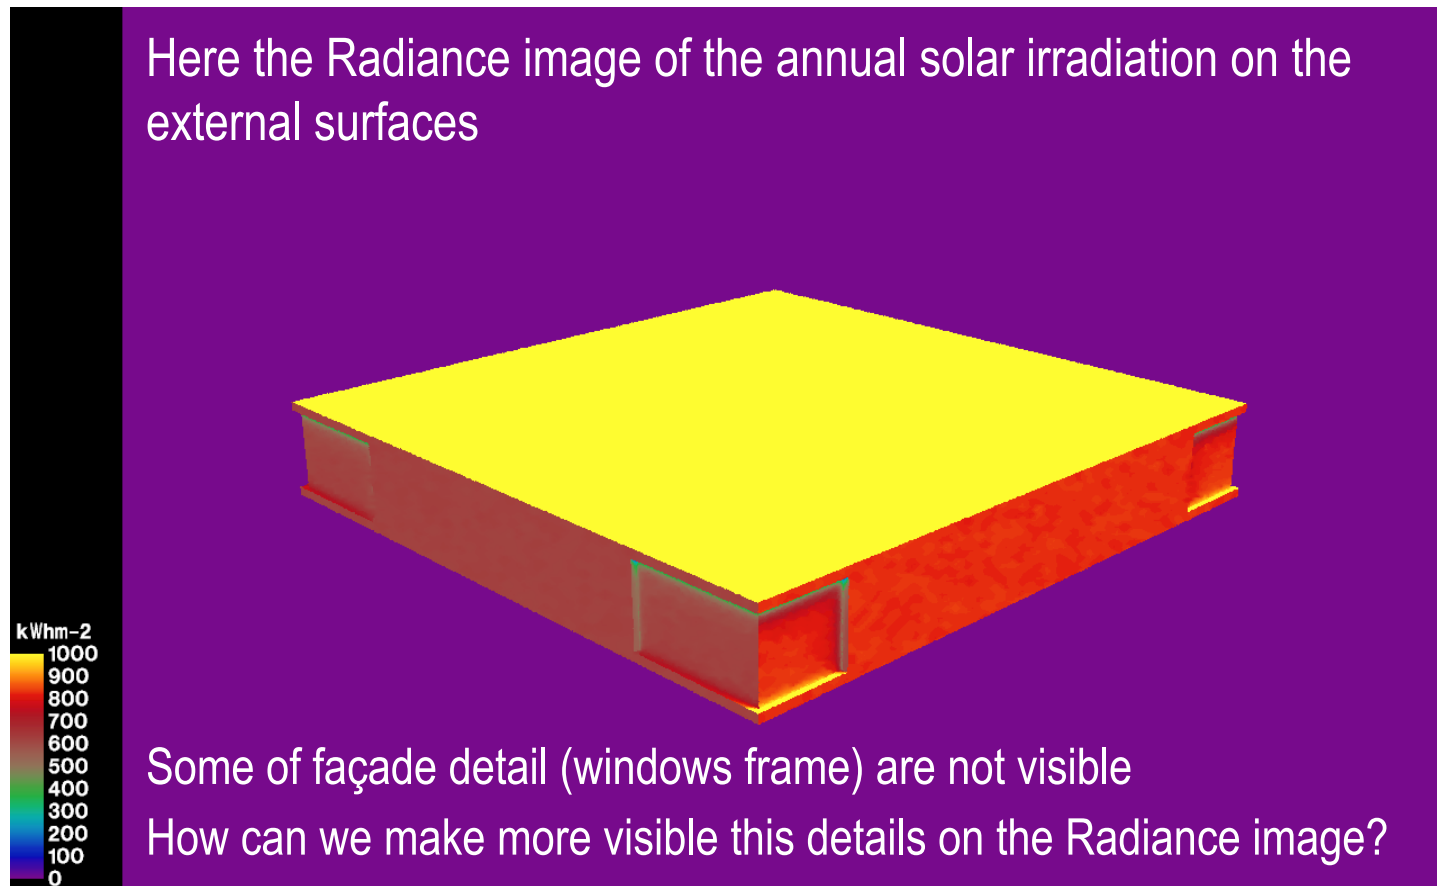 Here the Radiance image of the annual solar irradiation on the
external surfaces
kWhm-2
1000
900
800
700
600
500
400
300
200
100
0
Some of façade detail (windows frame) are not visible
How can we make more visible this details on the Radiance image?